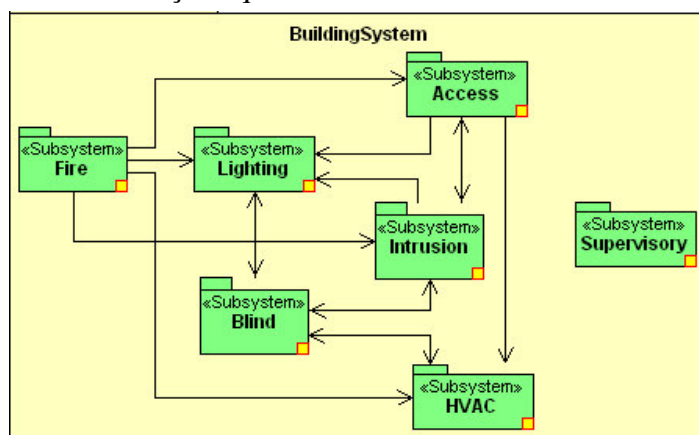 BuildingSystem
«Subsystem»
Access
«Subsystem»
Fire
«Subsystem»
Lighting
«Subsystem»
Intrusion
«Subsystem»
Supervisory
«Subsystem»
Blind
«Subsystem»
HVAC